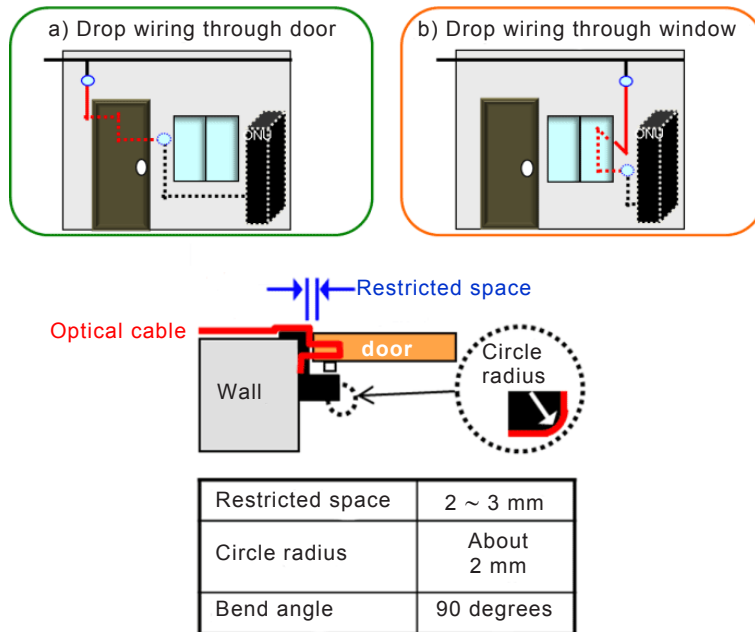 a) Drop wiring through door
b) Drop wiring through window
ONU
ONU
Restricted space
Optical cable
door
Circle
radius
Wall
Restricted space 2 ~ 3 mm
Circle radius About
2 mm
Bend angle 90 degrees